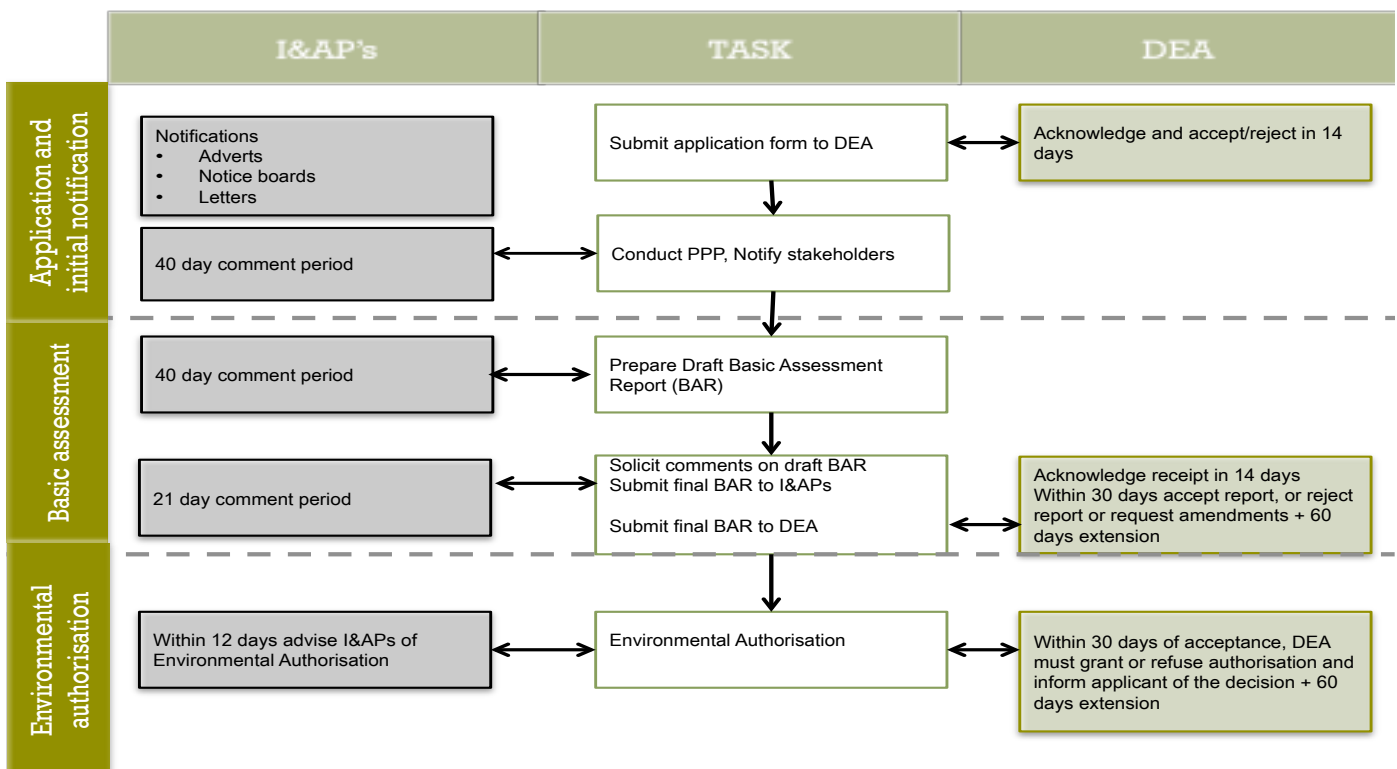 I&AP's
TASK
DEA
Application and
initial notification
Notifications
• Adverts
• Notice boards
• Letters
Submit application form to DEA
Acknowledge and accept/reject in 14
days
40 day comment period
Conduct PPP, Notify stakeholders
Basic assessment
40 day comment period
Prepare Draft Basic Assessment
Report (BAR)
21 day comment period
Solicit comments on draft BAR
Submit final BAR to I&APs
Submit final BAR to DEA
Acknowledge receipt in 14 days
Within 30 days accept report, or reject
report or request amendments + 60
days extension
Environmental
authorisation
Within 12 days advise I&APs of
Environmental Authorisation
Environmental Authorisation
Within 30 days of acceptance, DEA
must grant or refuse authorisation and
inform applicant of the decision + 60
days extension